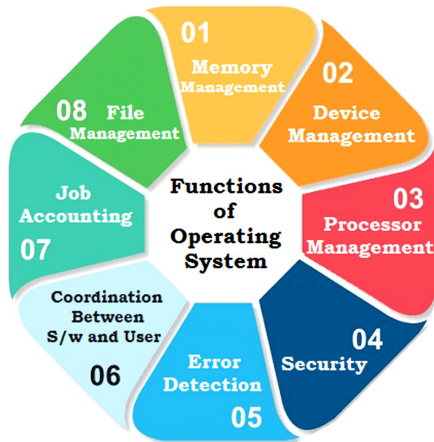 Functions
of
Operating
System
01
Memory
Management
02
Device
Management
03
Processor
Management
04
Security
Error
Detection
05
Coordination
Between
S/w and User
06
Job
Accounting
07
08 File
Management